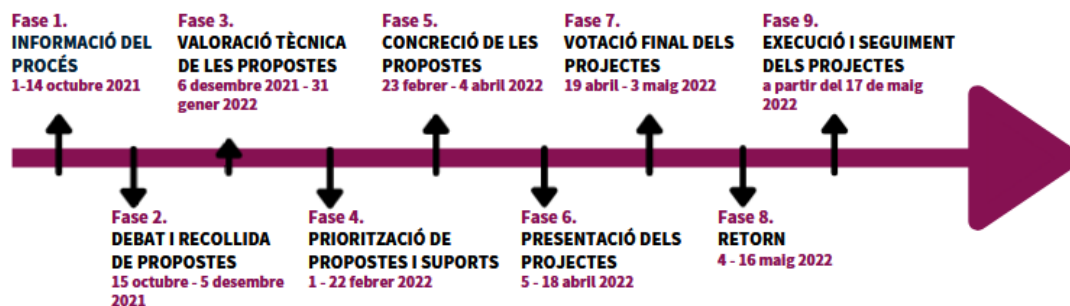 Fase 1.
INFORMACIÓ DEL
PROCÉS
1-14 octubre 2021
Fase 2.
DEBAT I RECOLLIDA
DE PROPOSTES
15 octubre - 5 desembre
2021
Fase 3.
VALORACIÓ TÈCNICA
DE LES PROPOSTES
6 desembre 2021 - 31
gener 2022
Fase 4.
PRIORITZACIÓ DE
PROPOSTES I SUPORTS
1 - 22 febrer 2022
Fase 5.
CONCRECIÓ DE LES
PROPOSTES
23 febrer - 4 abril 2022
Fase 6.
PRESENTACIÓ DELS
PROJECTES
5 - 18 abril 2022
Fase 7.
VOTACIÓ FINAL DELS
PROJECTES
19 abril - 3 maig 2022
Fase 8.
RETORN
4 - 16 maig 2022
Fase 9.
EXECUCIÓ I SEGUIMENT
DELS PROJECTES
a partir del 17 de maig
2022